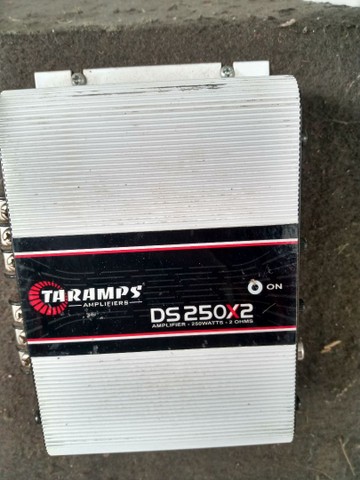 TARAMPS
AMPLIFIERS
ON
DS250X2
AMPLIFIER - 250WATTS - 2 OHMS